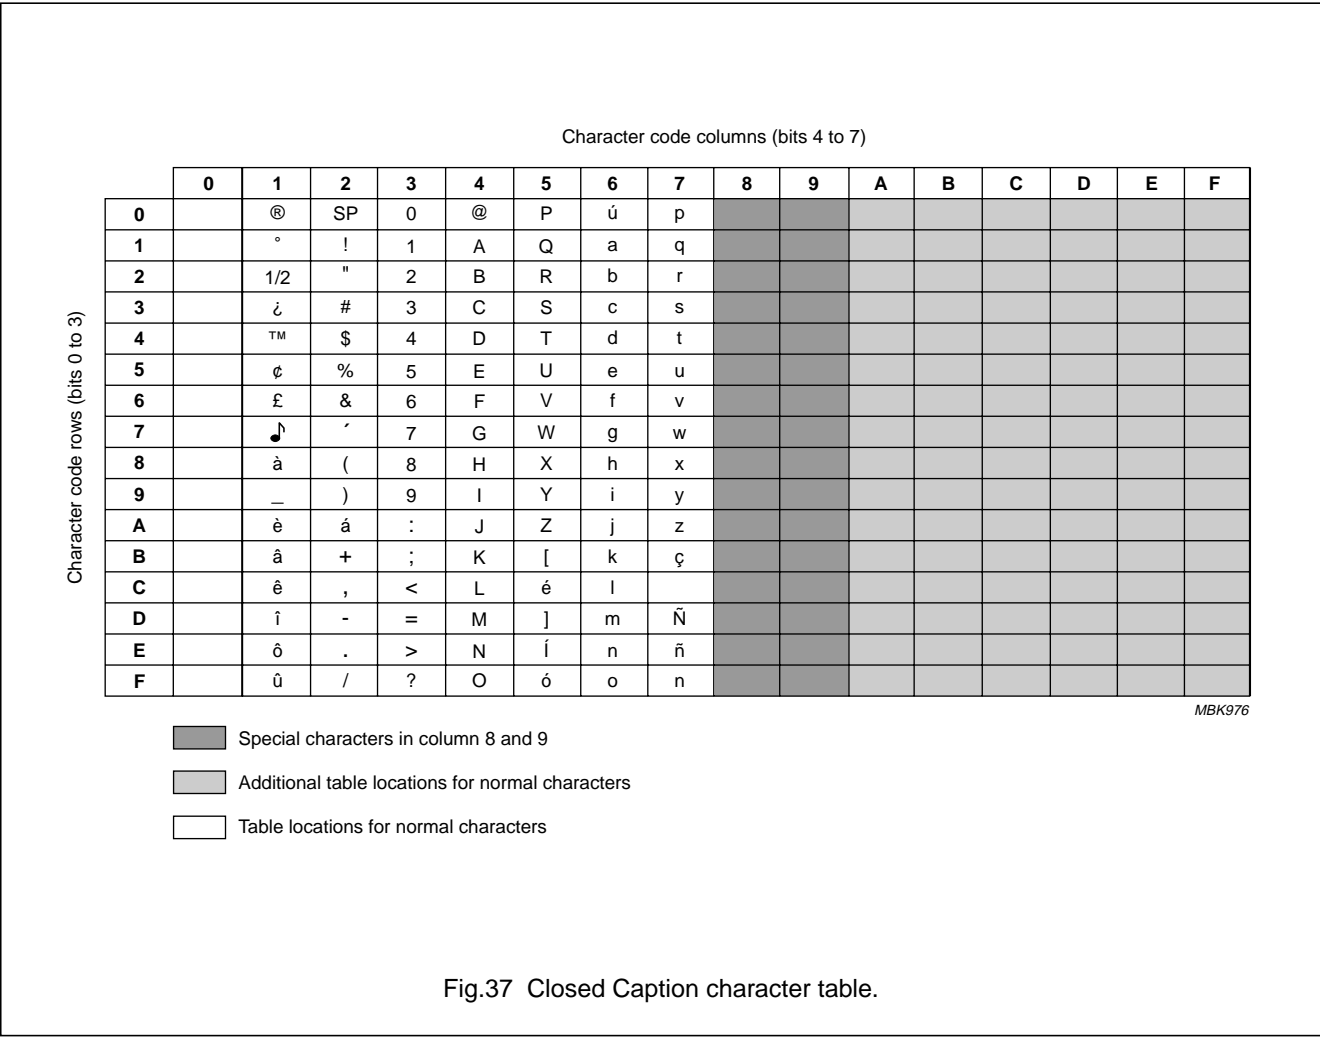 Character code columns (bits 4 to 7)
0 1 2 3 4 5 6 7 8 9 A B C D E F
Character code rows (bits 0 to 3)
0 ® SP 0 @ P ú p
1 ° ! 1 A Q a q
2 1/2 " 2 B R b r
3 ¿ # 3 C S c s
4 ™ $ 4 D T d t
5 ¢ % 5 E U e u
6 £ & 6 F V f v
7 ♪ ´ 7 G W g w
8 à ( 8 H X h x
9 _ ) 9 I Y i y
A è á : J Z j z
B â + ; K [ k ç
C ê , < L é l
D î - = M ] m Ñ
E ô . > N Í n ñ
F û / ? O ó o n
MBK976
Special characters in column 8 and 9
Additional table locations for normal characters
Table locations for normal characters
Fig.37 Closed Caption character table.